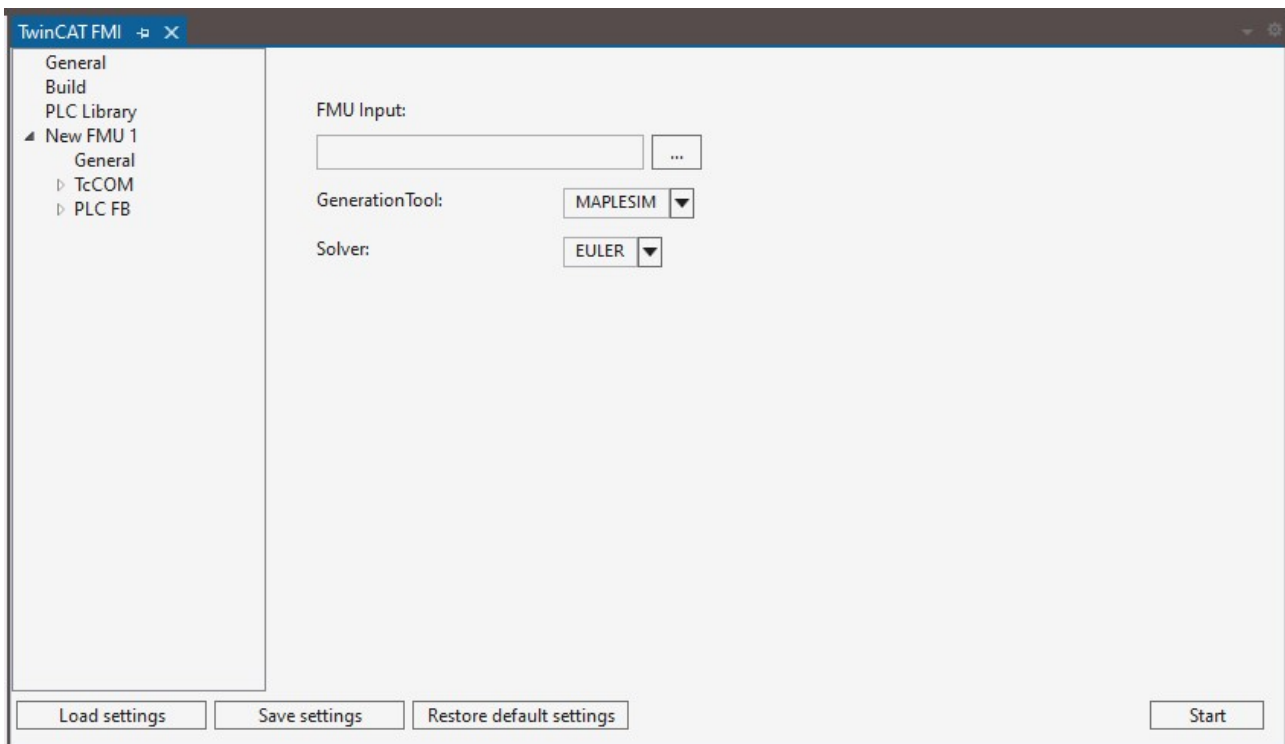 TwinCAT FMI
General
Build
PLC Library
New FMU 1
General
TcCOM
PLC FB
FMU Input:
...
GenerationTool: MAPLESIM
Solver: EULER
Load settings Save settings Restore default settings Start